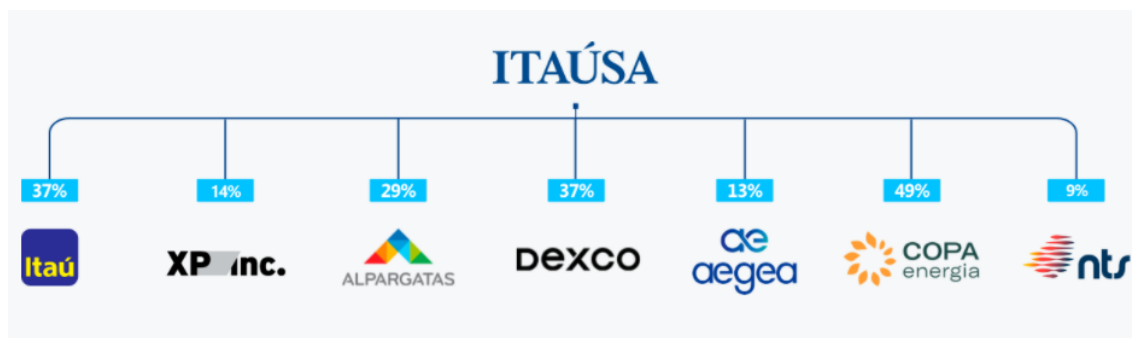 ITAÚSA
37% 14% 29% 37% 13% 49% 9%
Itaú
XP inc.
ALPARGATAS
Dexco
ae
aegea
COPA
energia
nts